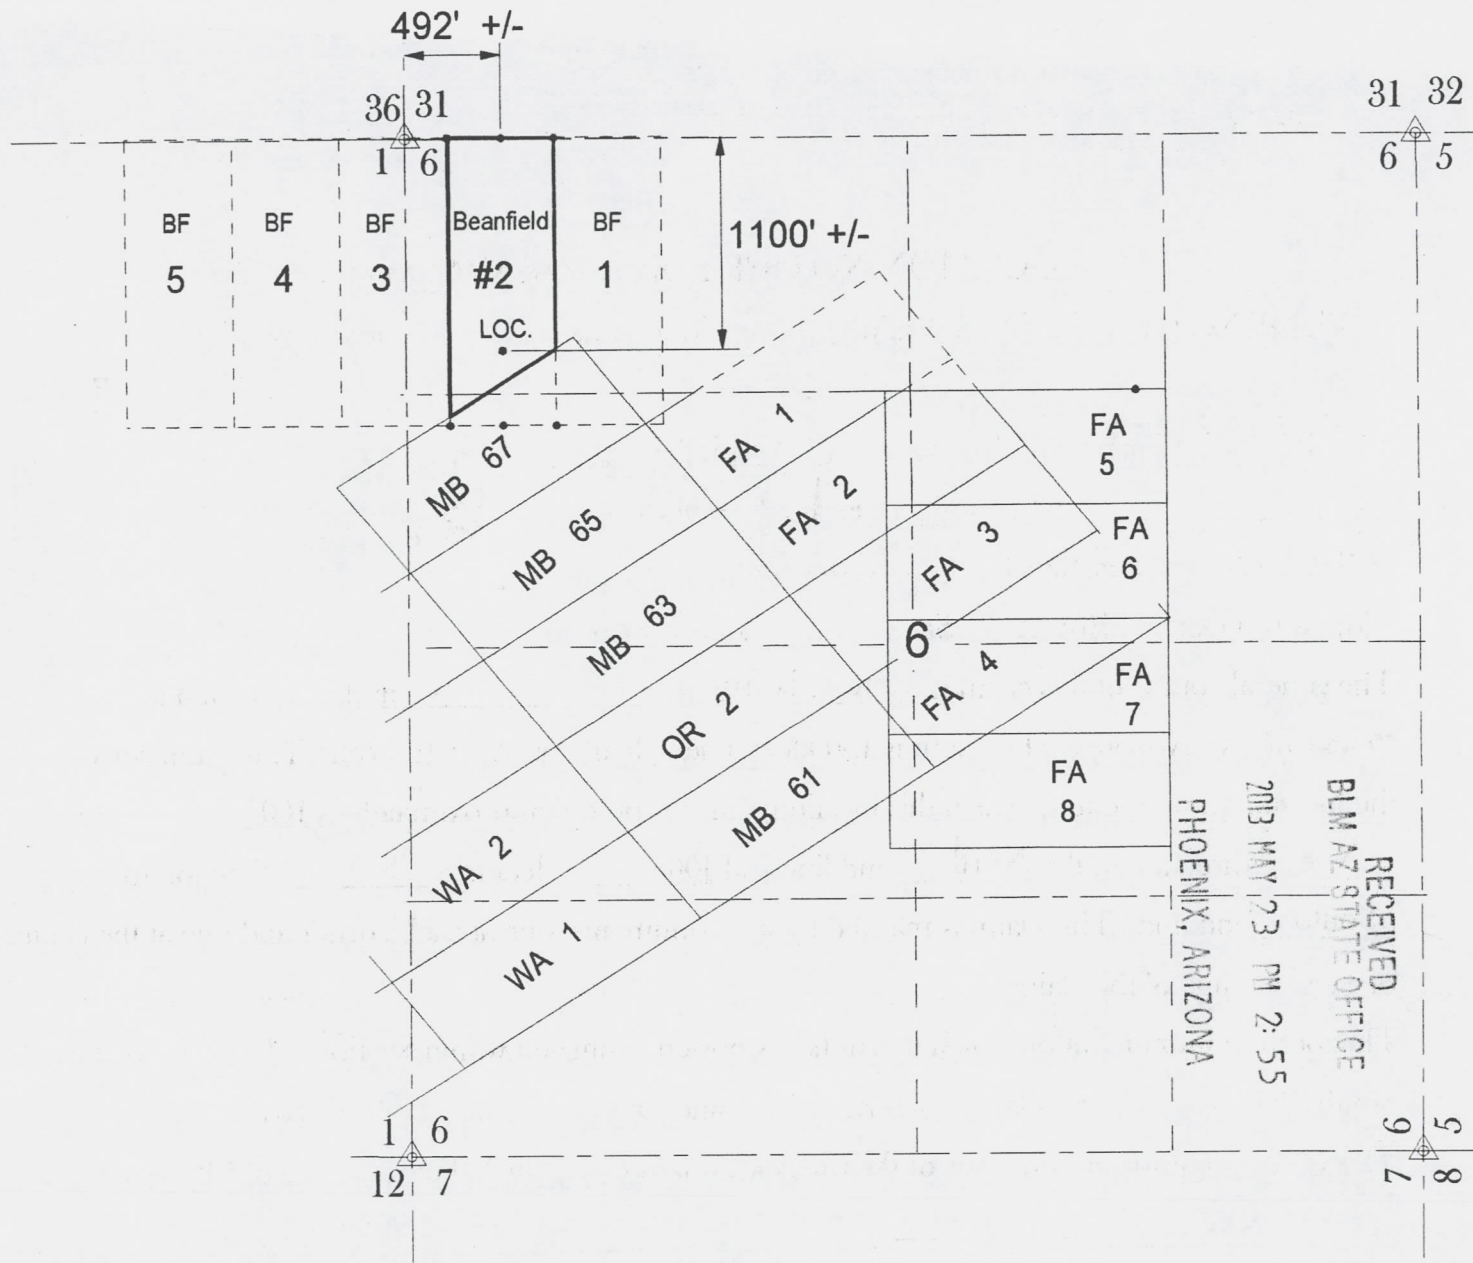 492' +/-
36 31
1 6
31 32
6 5
BF
5
BF
4
BF
3
Beanfield
#2
LOC.
BF
1
1100' +/-
MB 67
MB 65
MB 63
OR 2
MB 61
WA 2
WA 1
FA 1
FA 2
FA 3
FA 4
FA
5
FA
6
FA
7
FA
8
6
RECEIVED
BLM AZ STATE OFFICE
2013 MAY 23 PM 2:55
PHOENIX, ARIZONA
1 6
12 7
6 5
7 8